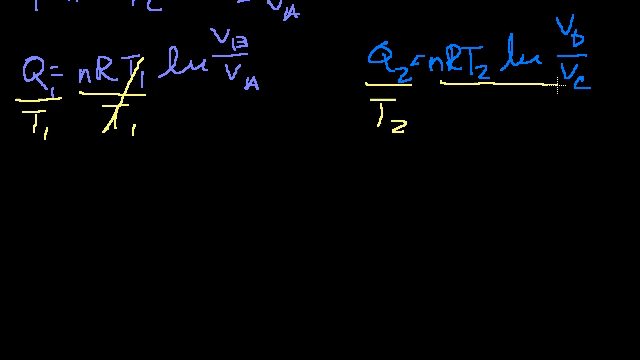 Q₁ = nRT₁ ln V_B/V_A
T₁ T₁
Q₂ = nRT₂ ln V_D/V_C
T₂